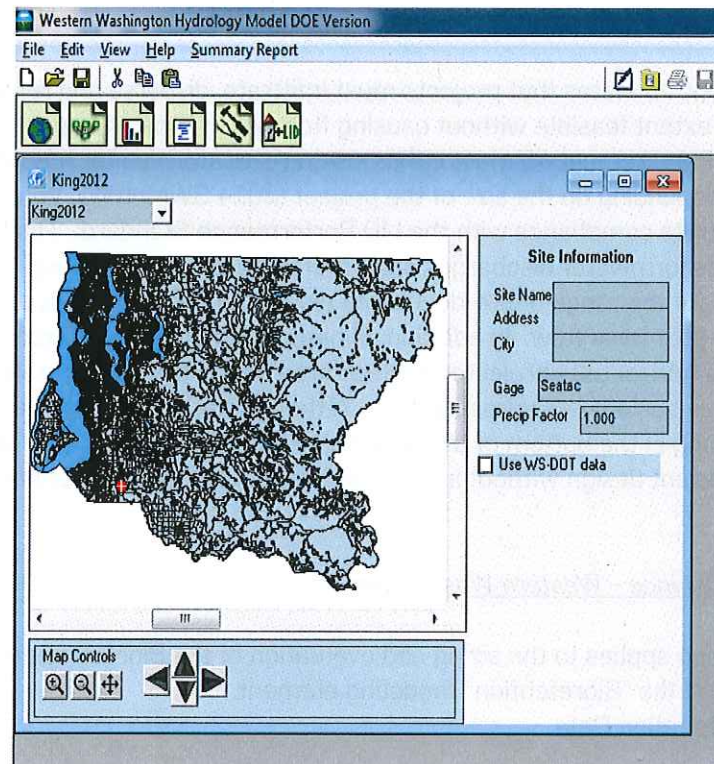 Western Washington Hydrology Model DOE Version
File Edit View Help Summary Report
+LID
King2012
King2012
Site Information
Site Name
Address
City
Gage Seatac
Precip Factor 1.000
Use WS-DOT data
Map Controls